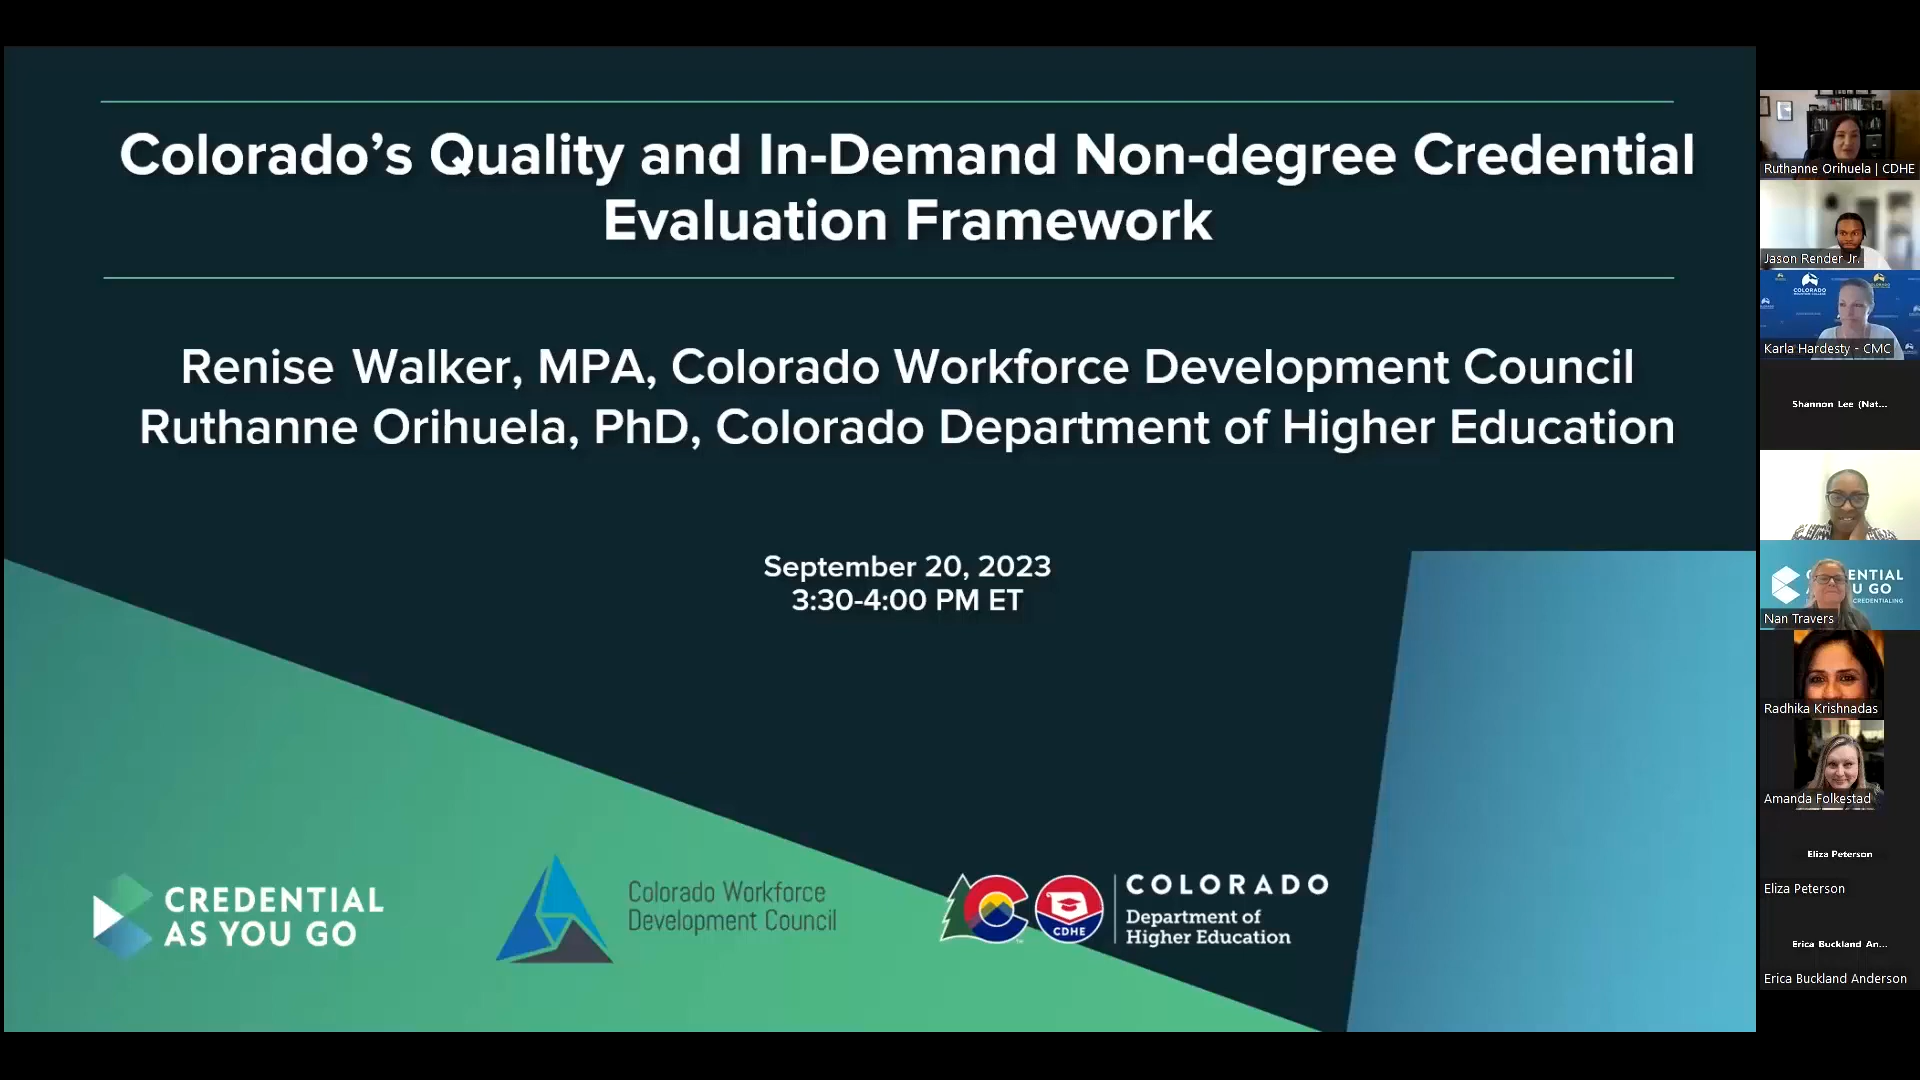 Colorado’s Quality and In-Demand Non-degree Credential
Evaluation Framework
Renise Walker, MPA, Colorado Workforce Development Council
Ruthanne Orihuela, PhD, Colorado Department of Higher Education
September 20, 2023
3:30-4:00 PM ET
CREDENTIAL
AS YOU GO
Colorado Workforce
Development Council
CDHE
COLORADO
Department of
Higher Education
Ruthanne Orihuela | CDHE
Jason Render Jr.
COLORADO
Karla Hardesty - CMC
Shannon Lee (Nat...
ENTIAL
U GO
CREDENTIALING
Nan Travers
Radhika Krishnadas
Amanda Folkestad
Eliza Peterson
Eliza Peterson
Erica Buckland An...
Erica Buckland Anderson